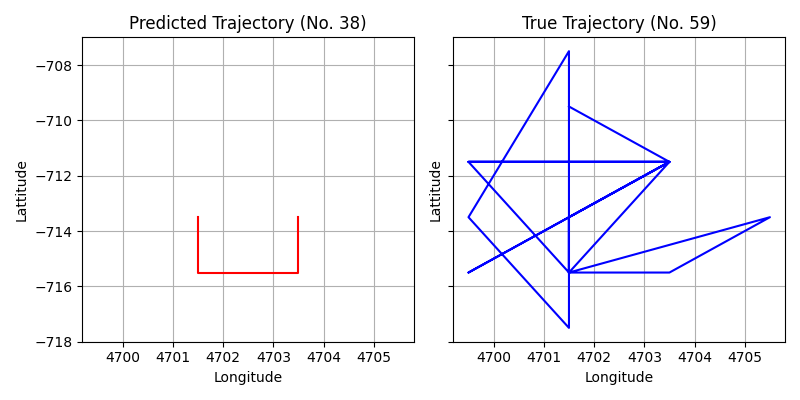 Predicted Trajectory (No. 38)
True Trajectory (No. 59)
Lattitude
−708
−710
−712
−714
−716
−718
4700 4701 4702 4703 4704 4705
Longitude
Lattitude
4700 4701 4702 4703 4704 4705
Longitude